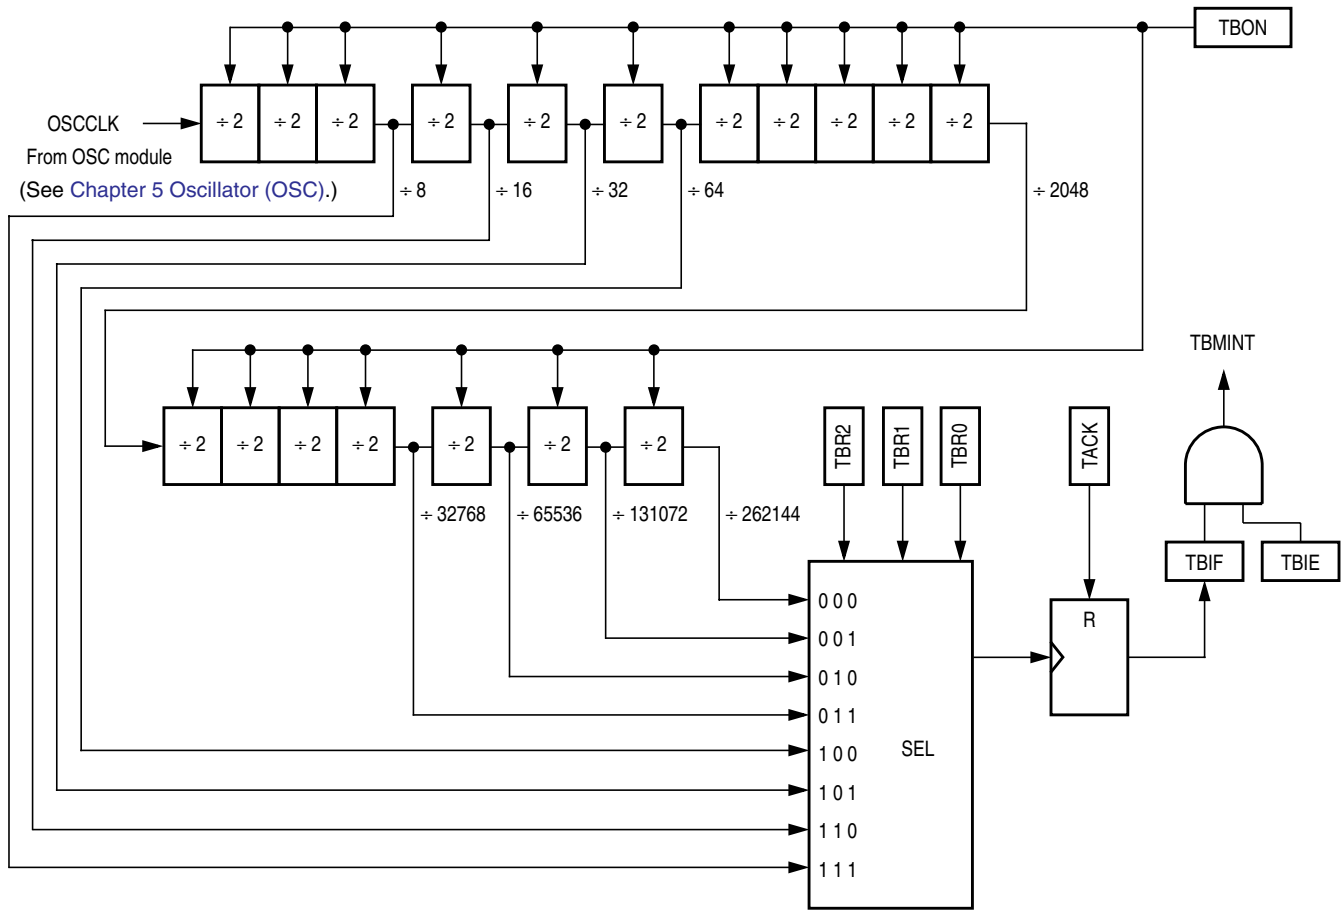 TBON
÷ 2 ÷ 2 ÷ 2 ÷ 2 ÷ 2 ÷ 2 ÷ 2 ÷ 2 ÷ 2 ÷ 2 ÷ 2
OSCCLK
From OSC module
(See Chapter 5 Oscillator (OSC).)
÷ 8 ÷ 16 ÷ 32 ÷ 64 ÷ 2048
TBMINT
÷ 2 ÷ 2 ÷ 2 ÷ 2 ÷ 2 ÷ 2 ÷ 2
TBR2 TBR1 TBR0 TACK
÷ 32768 ÷ 65536 ÷ 131072 ÷ 262144
TBIF TBIE
0 0 0
R
0 0 1
0 1 0
0 1 1
SEL
1 0 0
1 0 1
1 1 0
1 1 1